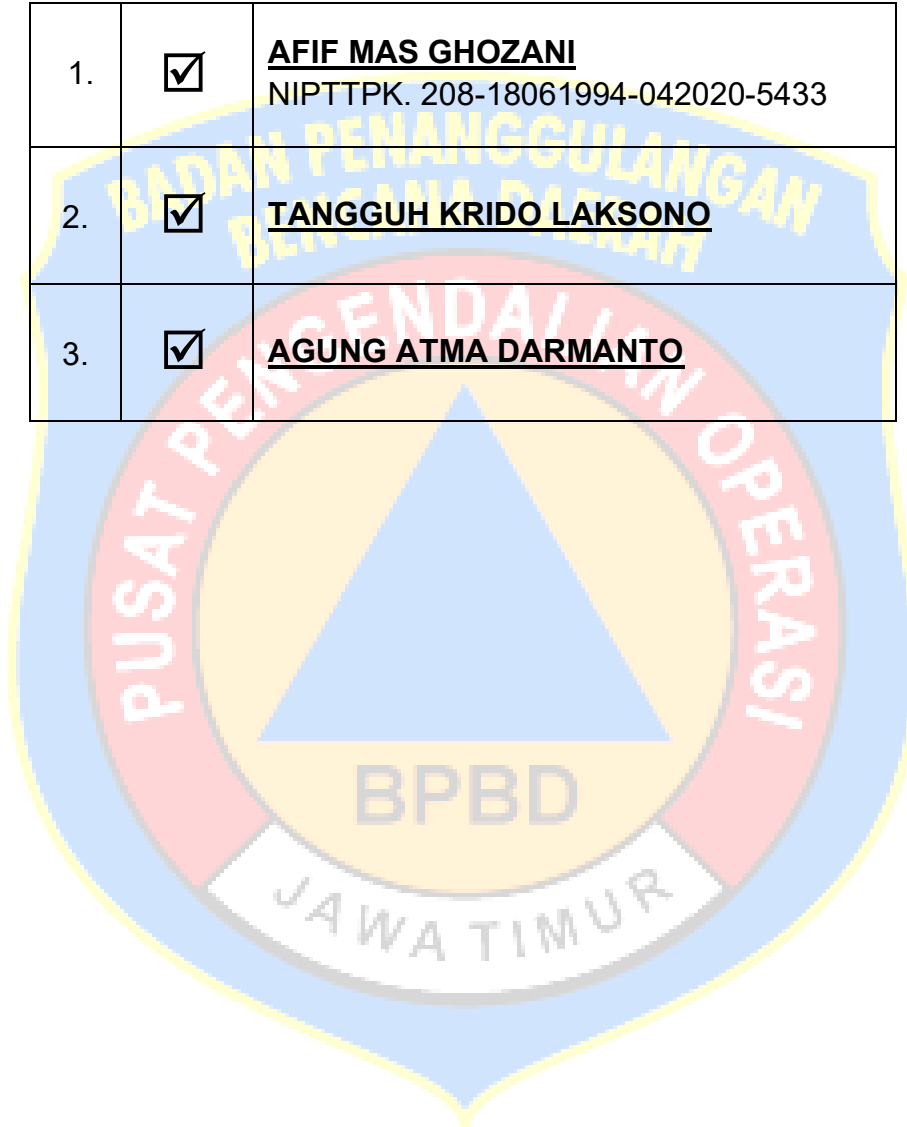 1. ☑ AFIF MAS GHOZANI
NIPTTPK. 208-18061994-042020-5433
2. ☑ TANGGUH KRIDO LAKSONO
3. ☑ AGUNG ATMA DARMANTO
BADAN PENANGGULANGAN
BENCANA DAERAH
PUSAT PENGENDALIAN OPERASI
BPBD
JAWA TIMUR